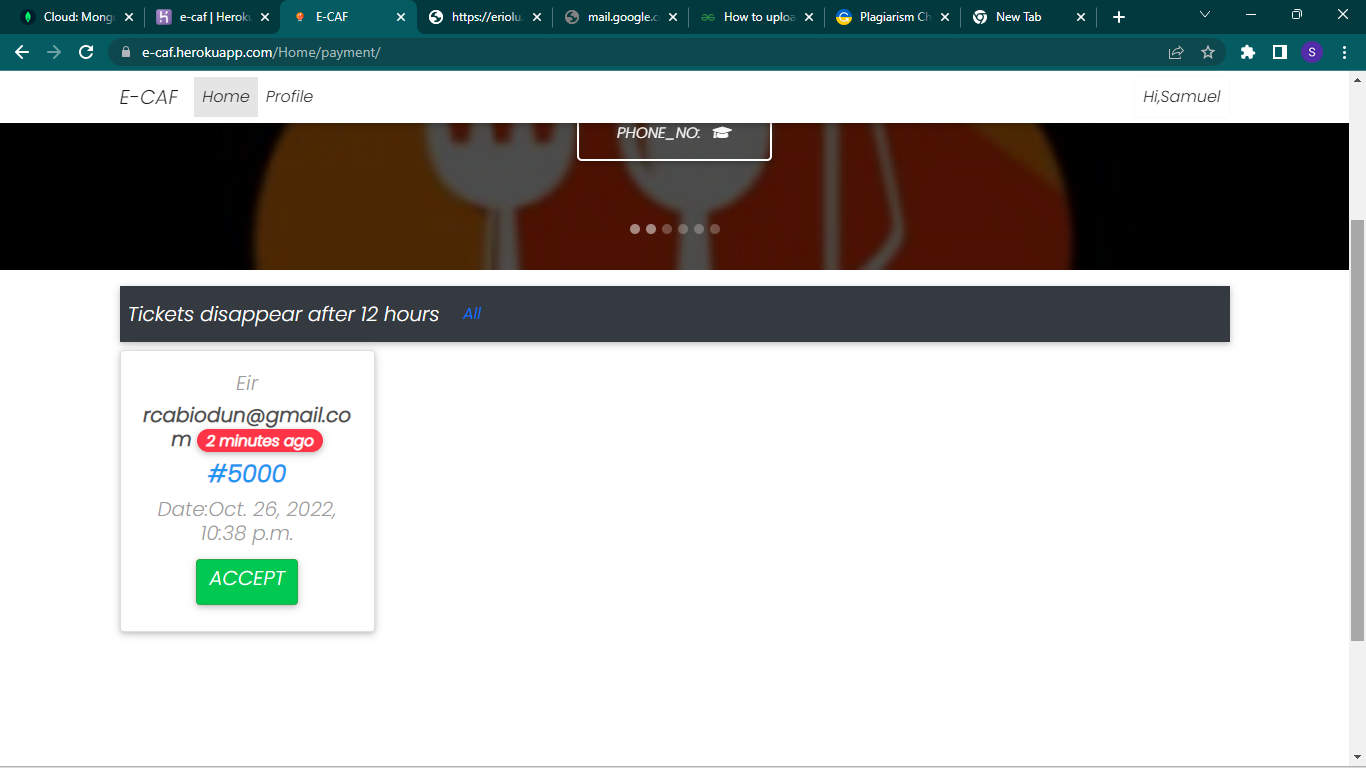 Cloud: Mong
e-caf | Heroku
E-CAF
https://eriolu.
mail.google.c
How to uploa
Plagiarism Ch
New Tab
e-caf.herokuapp.com/Home/payment/
S
E-CAF
Home
Profile
Hi,Samuel
PHONE_NO:
Tickets disappear after 12 hours
All
Eir
rcabiodun@gmail.co
m 2 minutes ago
#5000
Date:Oct. 26, 2022,
10:38 p.m.
ACCEPT